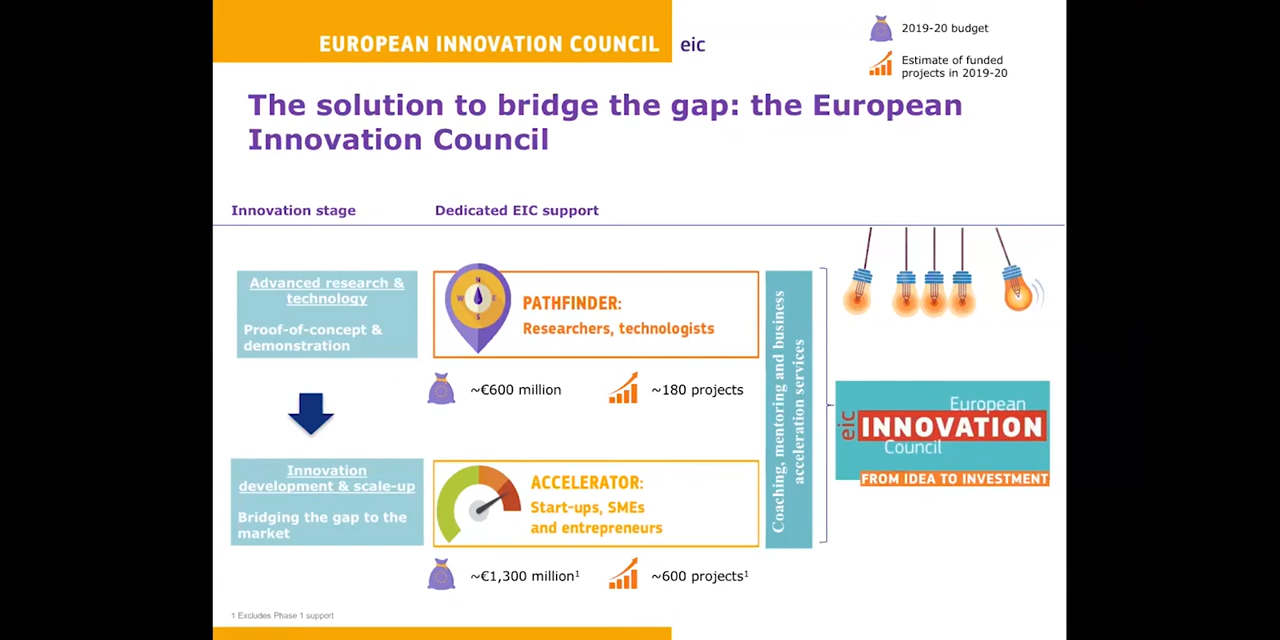 EUROPEAN INNOVATION COUNCIL eic
2019-20 budget
Estimate of funded
projects in 2019-20
The solution to bridge the gap: the European
Innovation Council
Innovation stage
Dedicated EIC support
Advanced research &
technology
Proof-of-concept &
demonstration
N
W E
S
PATHFINDER:
Researchers, technologists
~€600 million
~180 projects
Innovation
development & scale-up
Bridging the gap to the
market
ACCELERATOR:
Start-ups, SMEs
and entrepreneurs
~€1,300 million¹
~600 projects¹
Coaching, mentoring and business
acceleration services
eic
European
INNOVATION
Council
FROM IDEA TO INVESTMENT
1 Excludes Phase 1 support